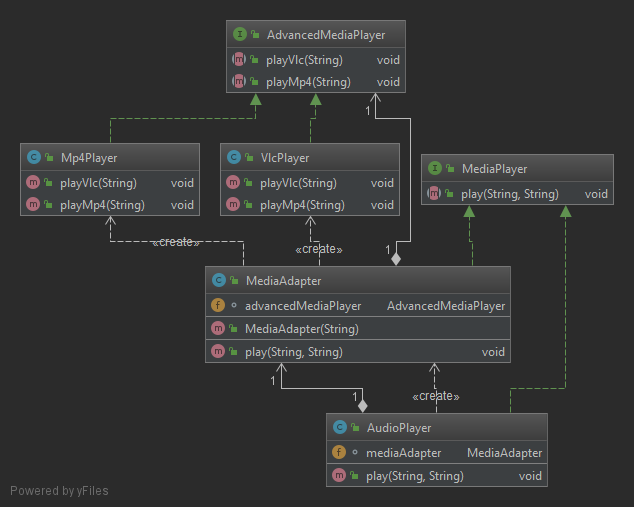 I AdvancedMediaPlayer
m playVlc(String) void
m playMp4(String) void
1
C Mp4Player
m playVlc(String) void
m playMp4(String) void
C VlcPlayer
m playVlc(String) void
m playMp4(String) void
I MediaPlayer
m play(String, String) void
«create»
«create»
1
C MediaAdapter
f advancedMediaPlayer AdvancedMediaPlayer
m MediaAdapter(String)
m play(String, String) void
1
1
«create»
C AudioPlayer
f mediaAdapter MediaAdapter
m play(String, String) void
Powered by yFiles